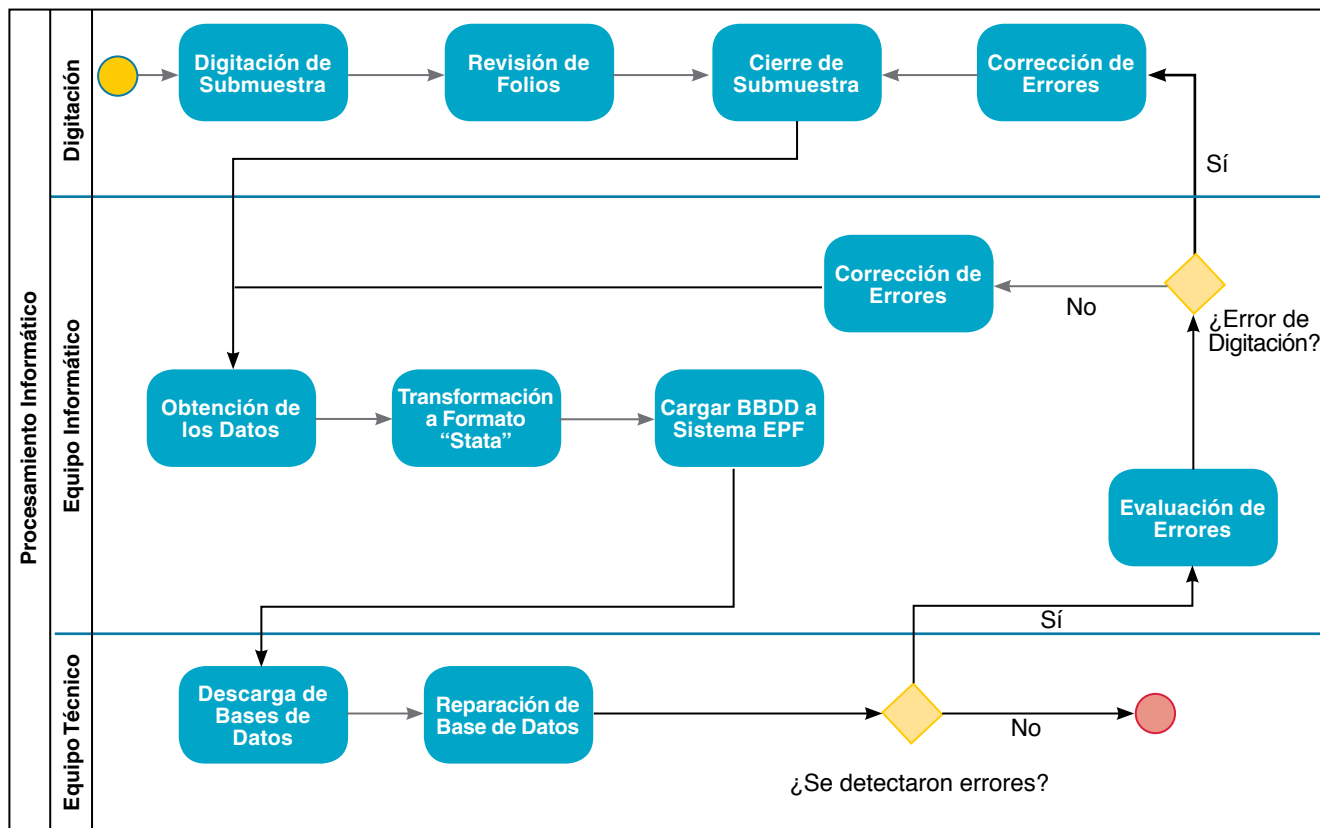 Procesamiento Informático
Digitación
Digitación de
Submuestra
Revisión de
Folios
Cierre de
Submuestra
Corrección de
Errores
Sí
Equipo Informático
Corrección de
Errores
No
¿Error de
Digitación?
Obtención de
los Datos
Transformación
a Formato
“Stata”
Cargar BBDD a
Sistema EPF
Evaluación de
Errores
Sí
Equipo Técnico
Descarga de
Bases de
Datos
Reparación de
Base de Datos
No
¿Se detectaron errores?